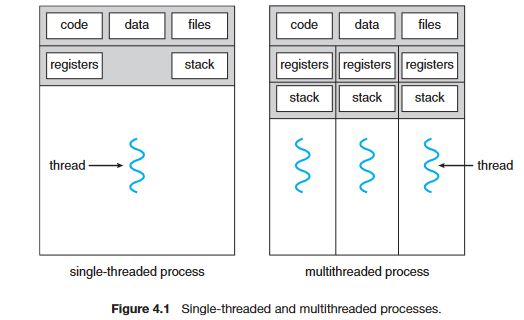 code data files code data files
registers stack registers registers registers
stack stack stack
thread thread
single-threaded process multithreaded process
Figure 4.1 Single-threaded and multithreaded processes.